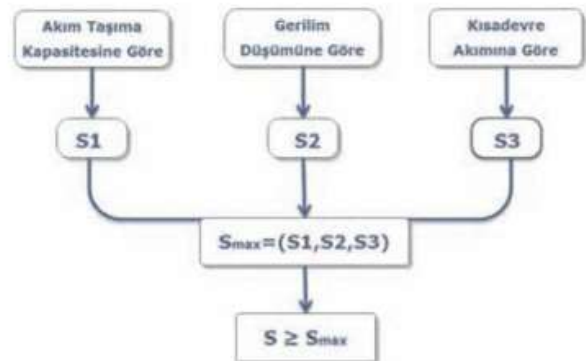 Akım Taşıma
Kapasitesine Göre
Gerilim
Düşümüne Göre
Kısadevre
Akımına Göre
S1
S2
S3
Smax=(S1,S2,S3)
S ≥ Smax